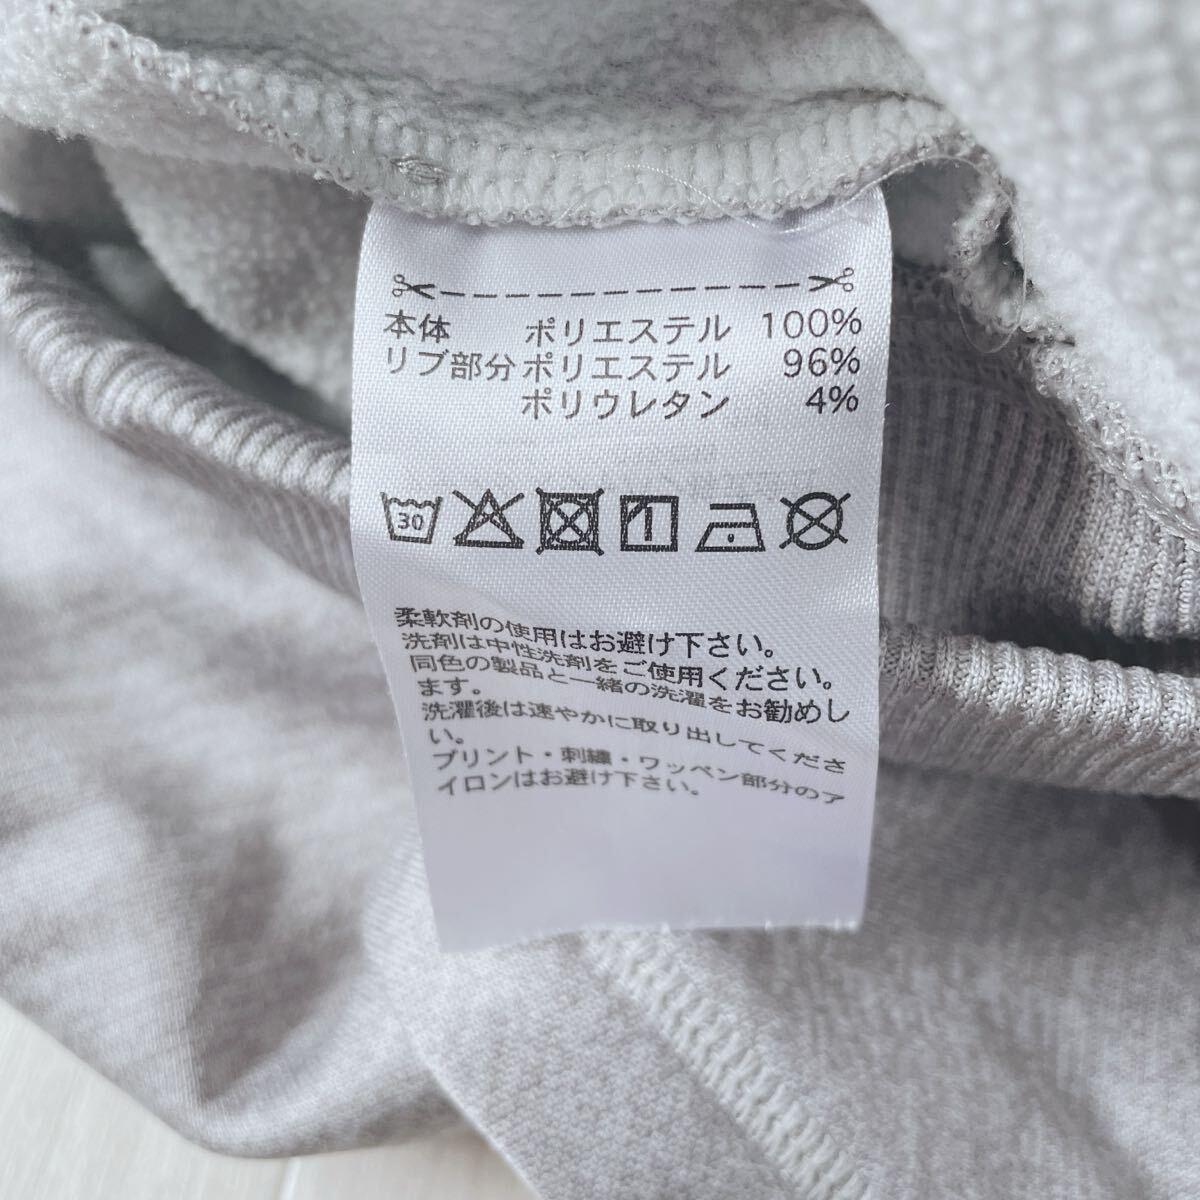 本体 ポリエステル 100%
リブ部分 ポリエステル 96%
ポリウレタン 4%
30
柔軟剤の使用はお避け下さい。
洗剤は中性洗剤をご使用ください。
同色の製品と一緒の洗濯をお勧めし
ます。
洗濯後は速やかに取り出してくださ
い。
プリント・刺繍・ワッペン部分のア
イロンはお避け下さい。